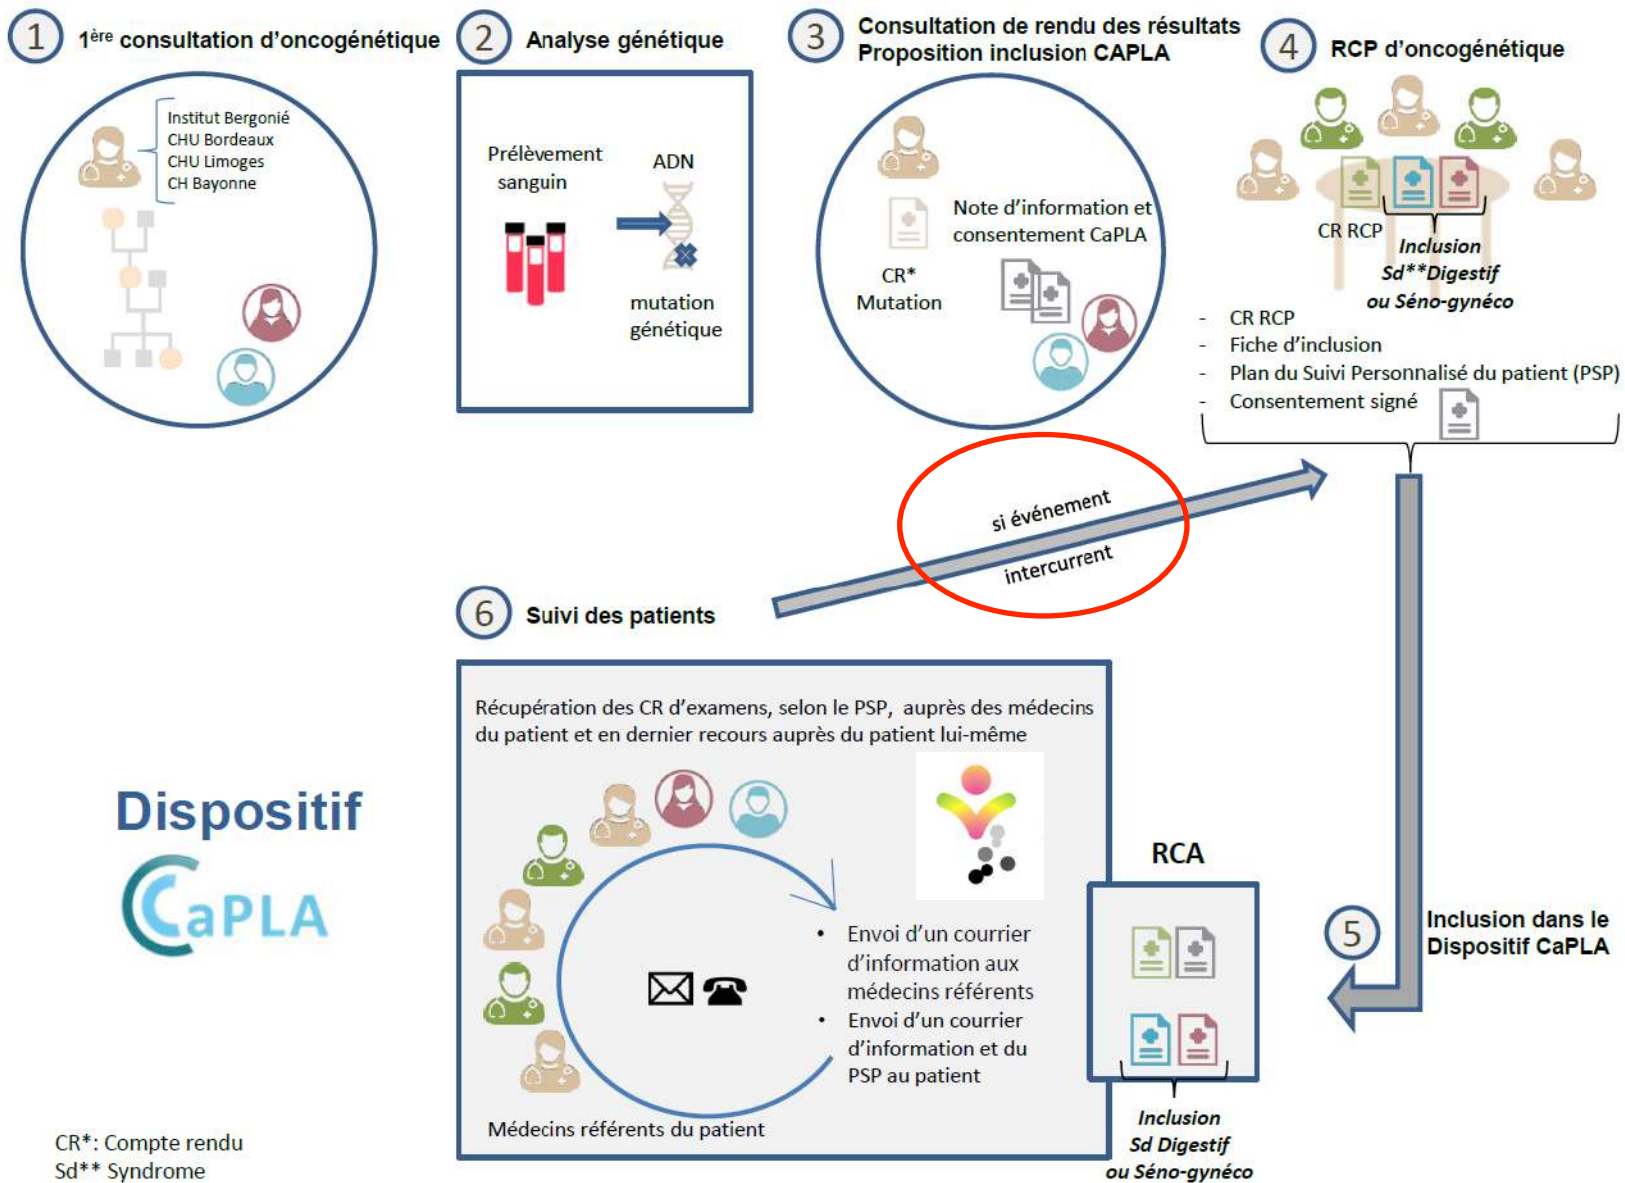 1
1ère consultation d'oncogénétique
Institut Bergonié
CHU Bordeaux
CHU Limoges
CH Bayonne
2
Analyse génétique
Prélèvement
sanguin
ADN
mutation
génétique
3
Consultation de rendu des résultats
Proposition inclusion CAPLA
Note d'information et
consentement CaPLA
CR*
Mutation
4
RCP d'oncogénétique
CR RCP
Inclusion
Sd**Digestif
ou Séno-gynéco
- CR RCP
- Fiche d'inclusion
- Plan du Suivi Personnalisé du patient (PSP)
- Consentement signé
si événement
intercurrent
5
Inclusion dans le
Dispositif CaPLA
6
Suivi des patients
Récupération des CR d'examens, selon le PSP, auprès des médecins
du patient et en dernier recours auprès du patient lui-même
• Envoi d'un courrier
d'information aux
médecins référents
• Envoi d'un courrier
d'information et du
PSP au patient
Médecins référents du patient
RCA
Inclusion
Sd Digestif
ou Séno-gynéco
Dispositif
CaPLA
CR*: Compte rendu
Sd** Syndrome